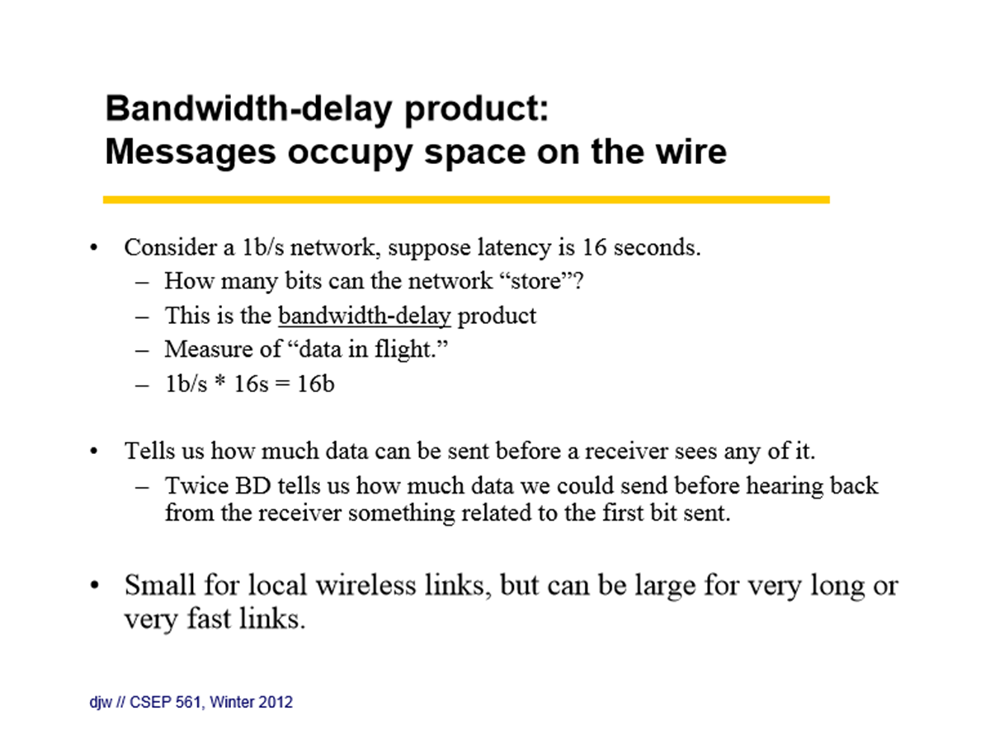 Bandwidth-delay product:
Messages occupy space on the wire
• Consider a 1b/s network, suppose latency is 16 seconds.
– How many bits can the network “store”?
– This is the bandwidth-delay product
– Measure of “data in flight.”
– 1b/s * 16s = 16b
• Tells us how much data can be sent before a receiver sees any of it.
– Twice BD tells us how much data we could send before hearing back
from the receiver something related to the first bit sent.
• Small for local wireless links, but can be large for very long or
very fast links.
djw // CSEP 561, Winter 2012